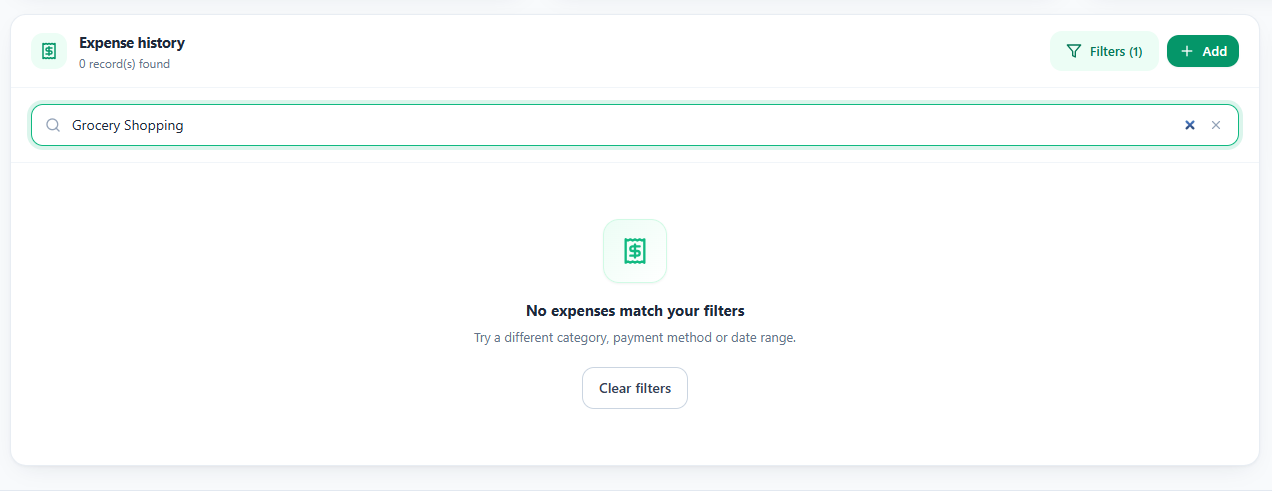 Expense history
0 record(s) found
Filters (1)
Add
Grocery Shopping
No expenses match your filters
Try a different category, payment method or date range.
Clear filters